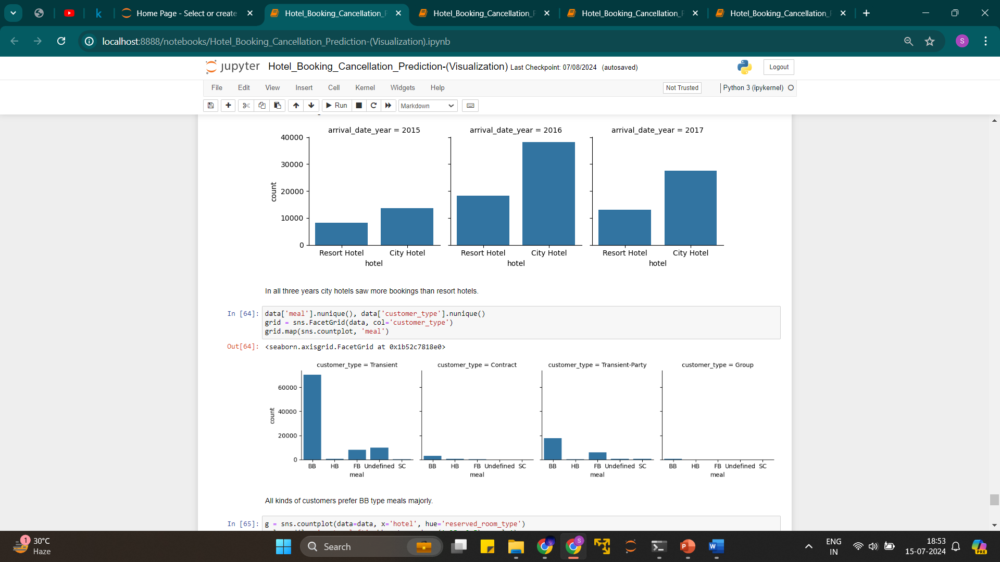 Home Page - Select or create
Hotel_Booking_Cancellation_P
Hotel_Booking_Cancellation_P
Hotel_Booking_Cancellation_P
Hotel_Booking_Cancellation_P
localhost:8888/notebooks/Hotel_Booking_Cancellation_Prediction-(Visualization).ipynb
S
jupyter Hotel_Booking_Cancellation_Prediction-(Visualization) Last Checkpoint: 07/08/2024 (autosaved)
Logout
File Edit View Insert Cell Kernel Widgets Help
Not Trusted
Python 3 (ipykernel)
Run
Markdown
arrival_date_year = 2015 arrival_date_year = 2016 arrival_date_year = 2017
40000
30000
20000
10000
0
count
Resort Hotel City Hotel Resort Hotel City Hotel Resort Hotel City Hotel
hotel hotel hotel
In all three years city hotels saw more bookings than resort hotels.
In [64]: data['meal'].nunique(), data['customer_type'].nunique()
grid = sns.FacetGrid(data, col='customer_type')
grid.map(sns.countplot, 'meal')
Out[64]: <seaborn.axisgrid.FacetGrid at 0x1b52c7818e0>
customer_type = Transient customer_type = Contract customer_type = Transient-Party customer_type = Group
60000
40000
20000
0
count
BB HB FB Undefined SC BB HB FB Undefined SC BB HB FB Undefined SC BB HB FB Undefined SC
meal meal meal meal
All kinds of customers prefer BB type meals majorly.
In [65]: g = sns.countplot(data=data, x='hotel', hue='reserved_room_type')
1
30°C
Haze
Search
S
ENG
IN
18:53
15-07-2024
PRE